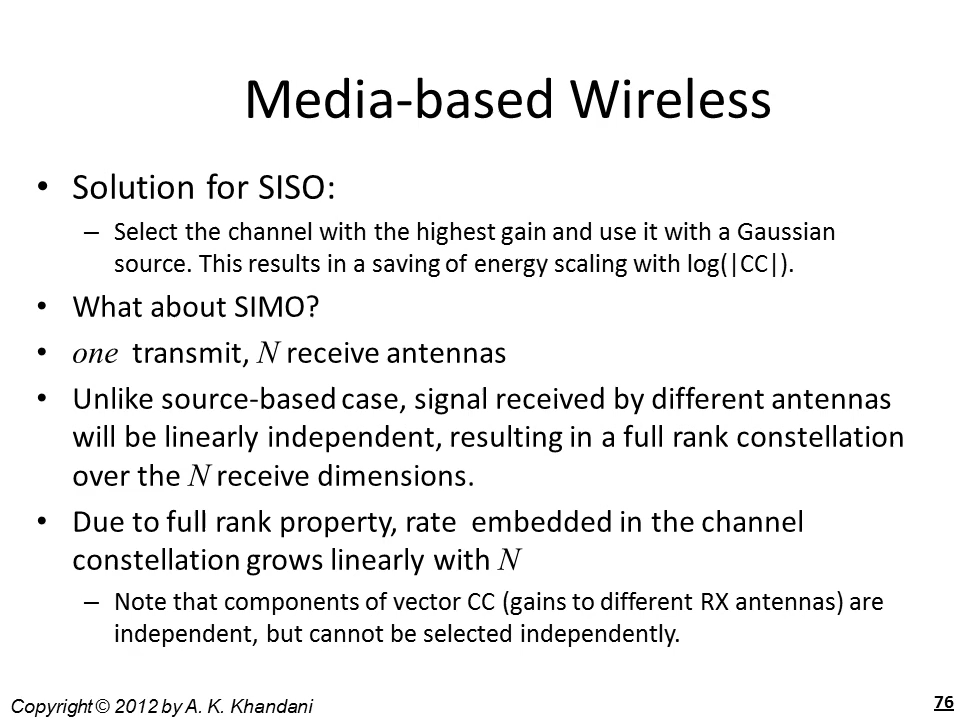 Media-based Wireless
• Solution for SISO:
– Select the channel with the highest gain and use it with a Gaussian
source. This results in a saving of energy scaling with log(|CC|).
• What about SIMO?
• one transmit, N receive antennas
• Unlike source-based case, signal received by different antennas
will be linearly independent, resulting in a full rank constellation
over the N receive dimensions.
• Due to full rank property, rate embedded in the channel
constellation grows linearly with N
– Note that components of vector CC (gains to different RX antennas) are
independent, but cannot be selected independently.
Copyright © 2012 by A. K. Khandani
76